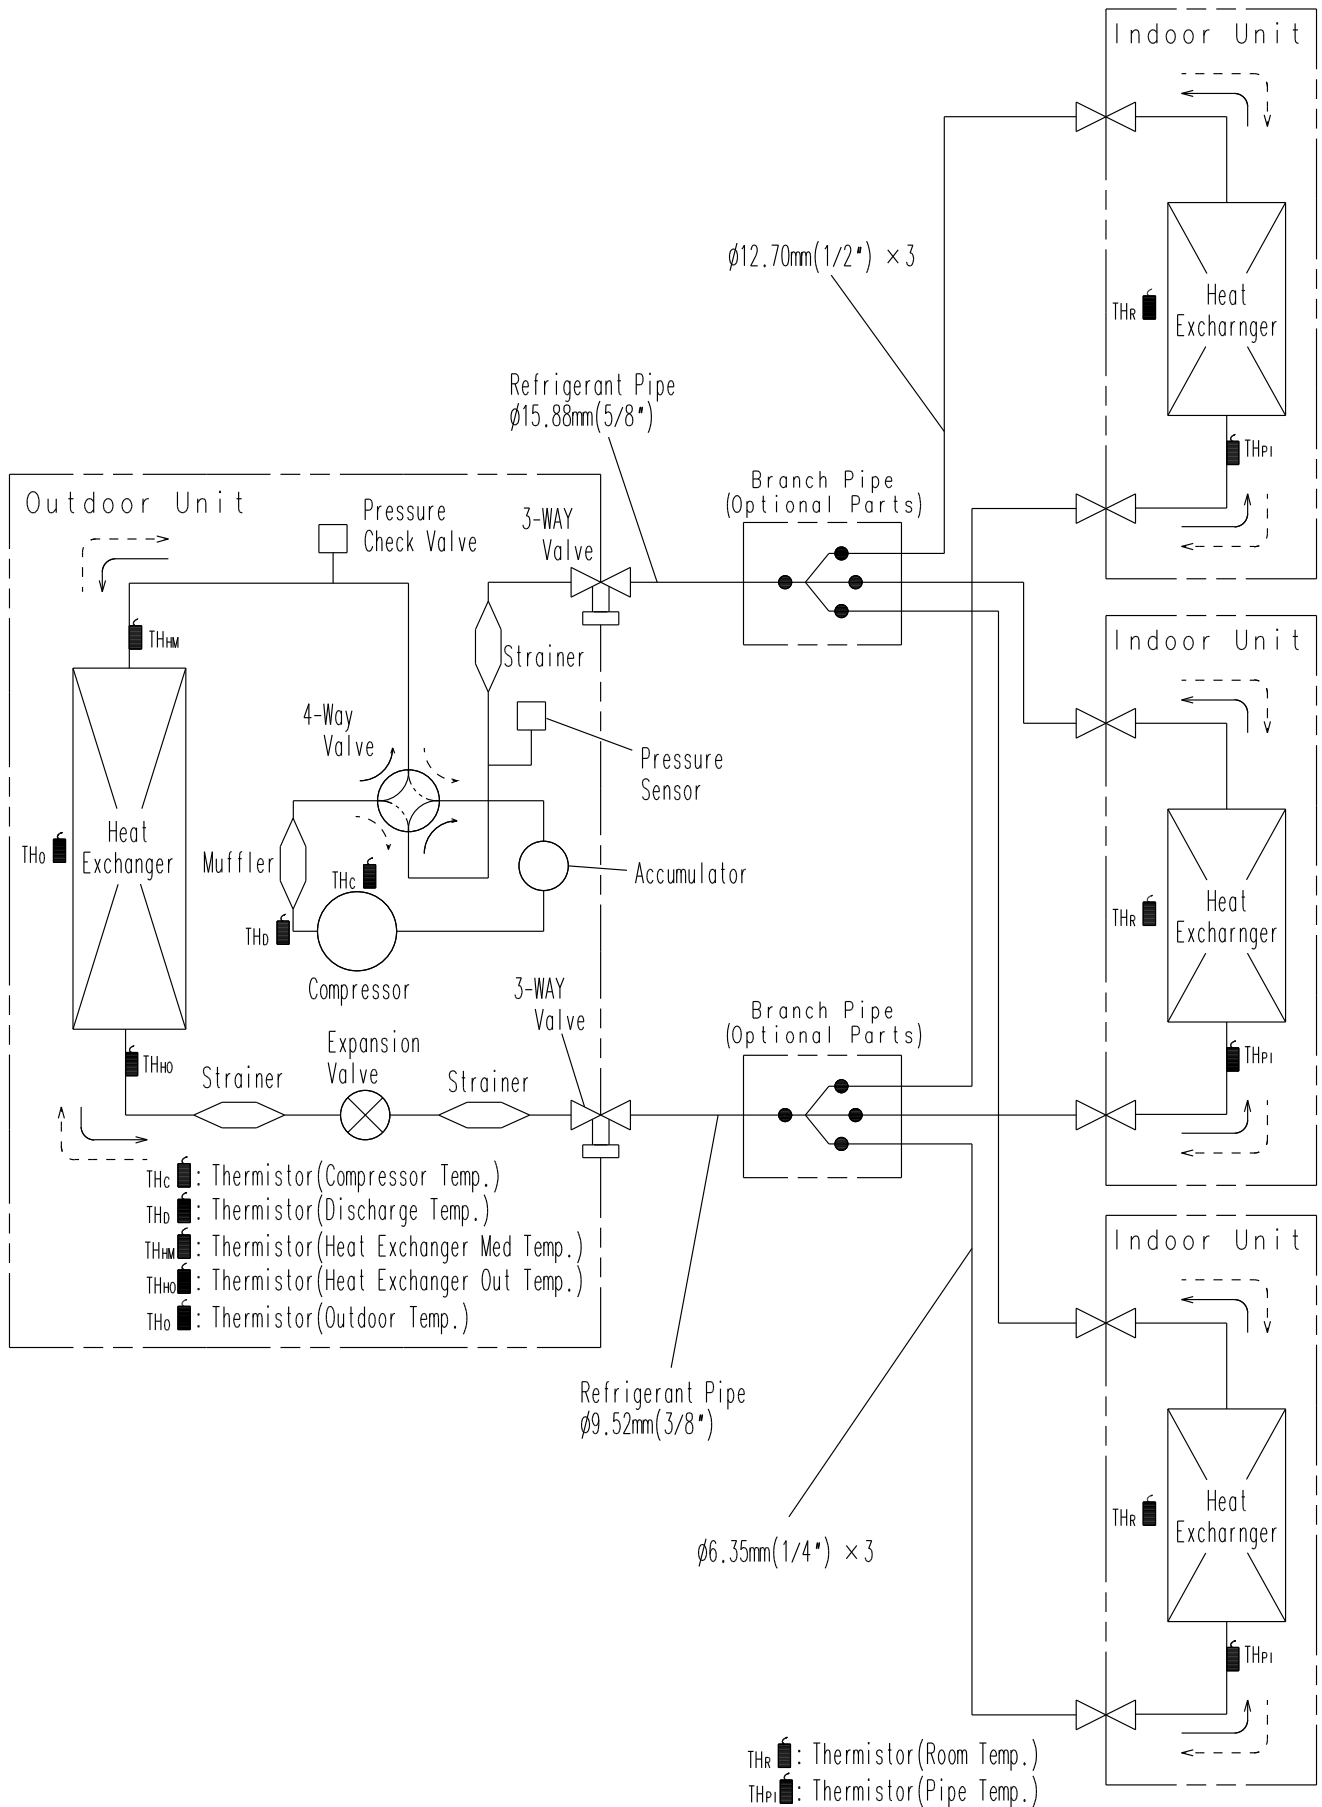 Indoor Unit
Ø12.70mm(1/2") ×3
THR
Heat
Excharnger
Refrigerant Pipe
Ø15.88mm(5/8")
THPI
Outdoor Unit
Pressure
Check Valve
3-WAY
Valve
Branch Pipe
(Optional Parts)
THHM
Strainer
Indoor Unit
4-Way
Valve
Pressure
Sensor
THO
Heat
Exchanger
Muffler
THC
Accumulator
THD
Compressor
THR
Heat
Excharnger
3-WAY
Valve
Branch Pipe
(Optional Parts)
THHO
Strainer
Expansion
Valve
Strainer
THPI
THC : Thermistor(Compressor Temp.)
THD : Thermistor(Discharge Temp.)
THHM : Thermistor(Heat Exchanger Med Temp.)
THHO : Thermistor(Heat Exchanger Out Temp.)
THO : Thermistor(Outdoor Temp.)
Indoor Unit
Refrigerant Pipe
Ø9.52mm(3/8")
Ø6.35mm(1/4") ×3
THR
Heat
Excharnger
THPI
THR : Thermistor(Room Temp.)
THPI : Thermistor(Pipe Temp.)